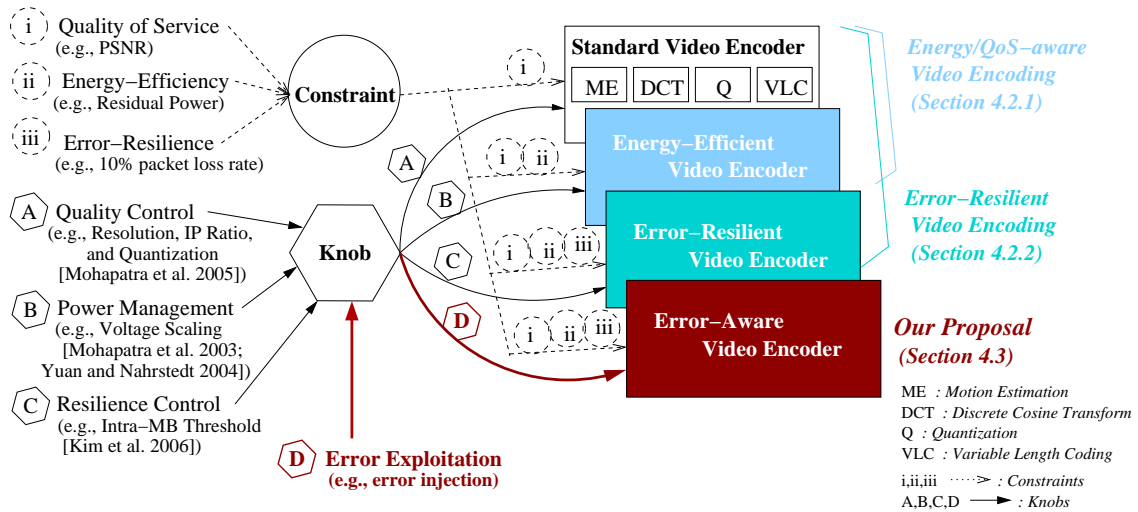 i
Quality of Service
(e.g., PSNR)
ii
Energy−Efficiency
(e.g., Residual Power)
iii
Error−Resilience
(e.g., 10% packet loss rate)
Constraint
A
Quality Control
(e.g., Resolution, IP Ratio,
and Quantization
[Mohapatra et al. 2005])
B
Power Management
(e.g., Voltage Scaling
[Mohapatra et al. 2003;
Yuan and Nahrstedt 2004])
C
Resilience Control
(e.g., Intra−MB Threshold
[Kim et al. 2006])
Knob
D
Error Exploitation
(e.g., error injection)
i
A
i ii
B
i ii iii
C
D
i ii iii
Standard Video Encoder
ME DCT Q VLC
Energy−Efficient
Video Encoder
Error−Resilient
Video Encoder
Error−Aware
Video Encoder
Energy/QoS−aware
Video Encoding
(Section 4.2.1)
Error−Resilient
Video Encoding
(Section 4.2.2)
Our Proposal
(Section 4.3)
ME : Motion Estimation
DCT : Discrete Cosine Transform
Q : Quantization
VLC : Variable Length Coding
i,ii,iii : Constraints
A,B,C,D : Knobs